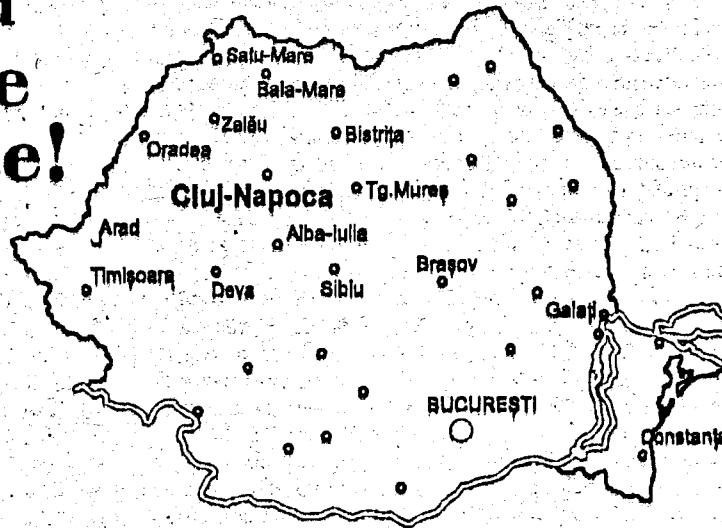 e!
Satu-Mare
Baia-Mare
Zalău
Bistrița
Oradea
Cluj-Napoca
Tg.Mureș
Arad
Alba-Iulia
Timișoara
Deva
Sibiu
Brașov
Galați
BUCUREȘTI
Constanța